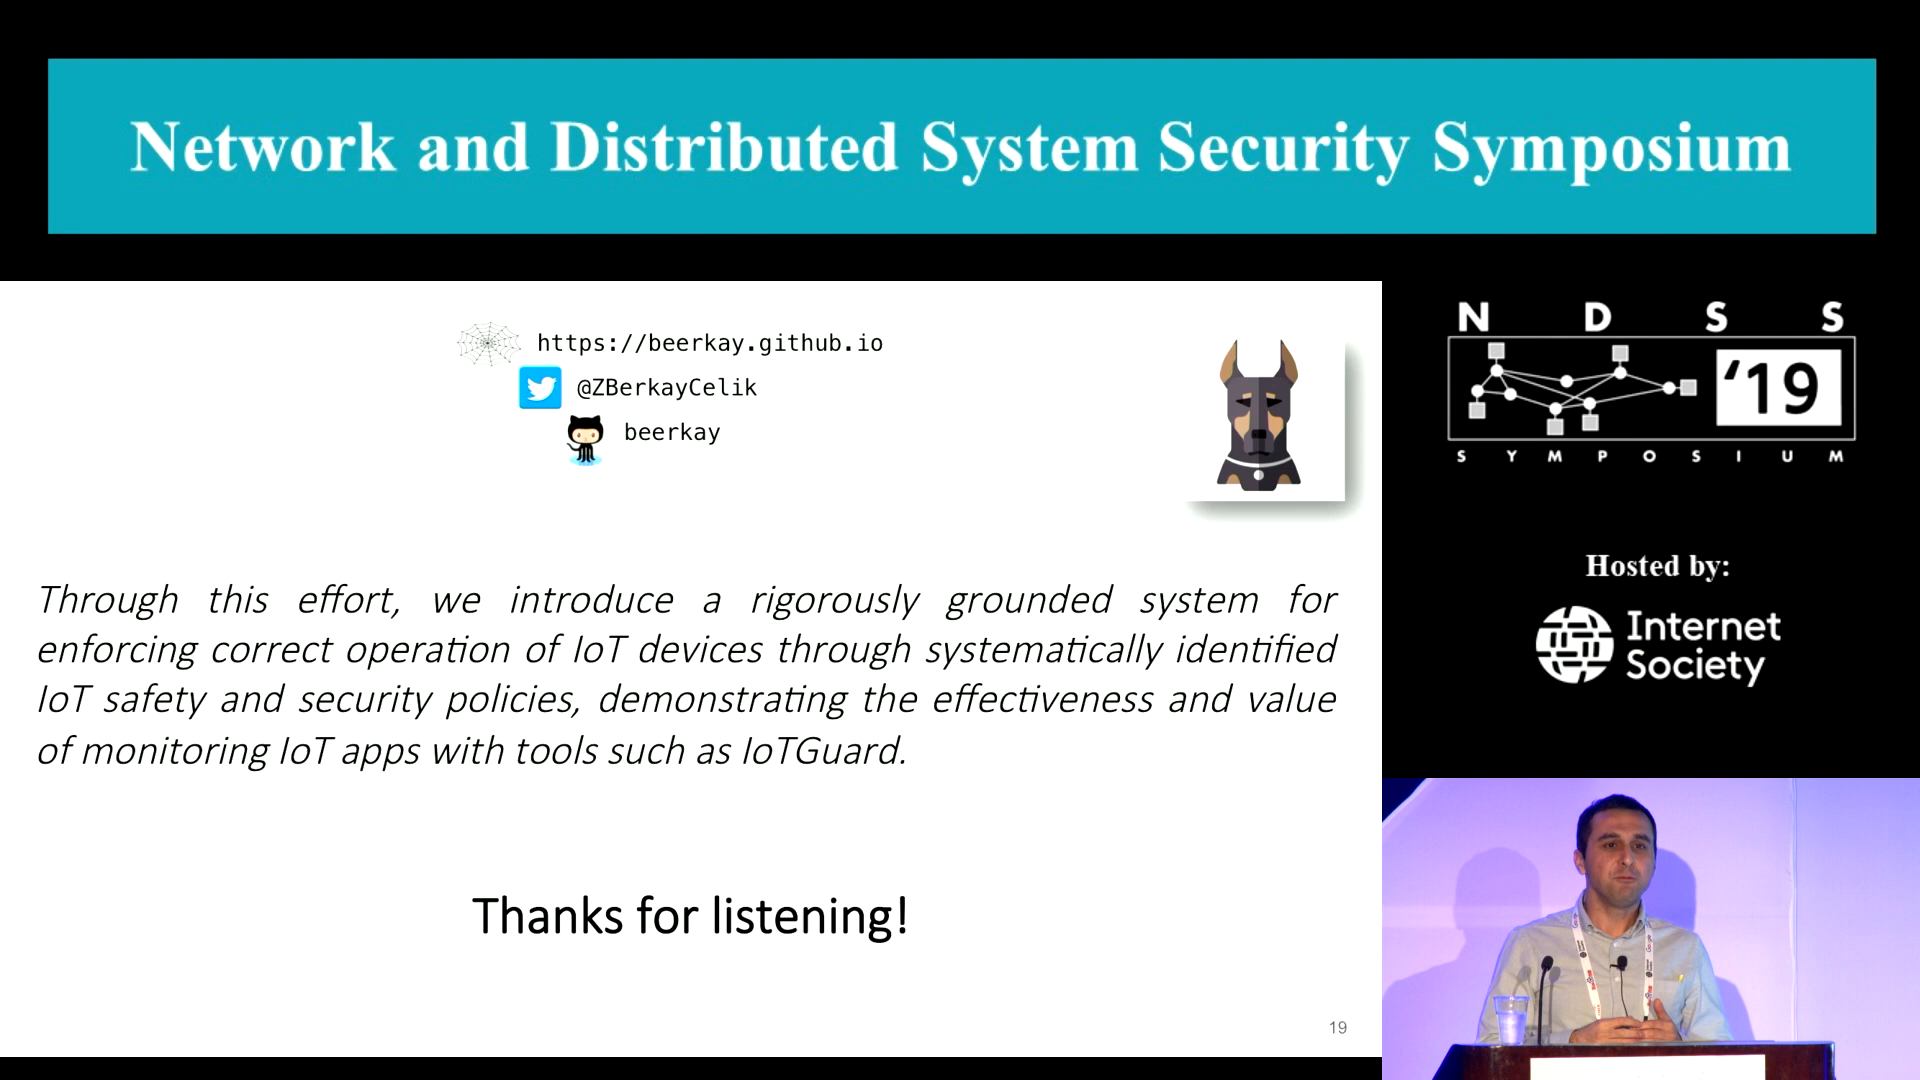 Network and Distributed System Security Symposium
https://beerkay.github.io
@ZBerkayCelik
beerkay
Through this effort, we introduce a rigorously grounded system for
enforcing correct operation of IoT devices through systematically identified
IoT safety and security policies, demonstrating the effectiveness and value
of monitoring IoT apps with tools such as IoTGuard.
Thanks for listening!
19
N D S S
'19
S Y M P O S I U M
Hosted by:
Internet
Society